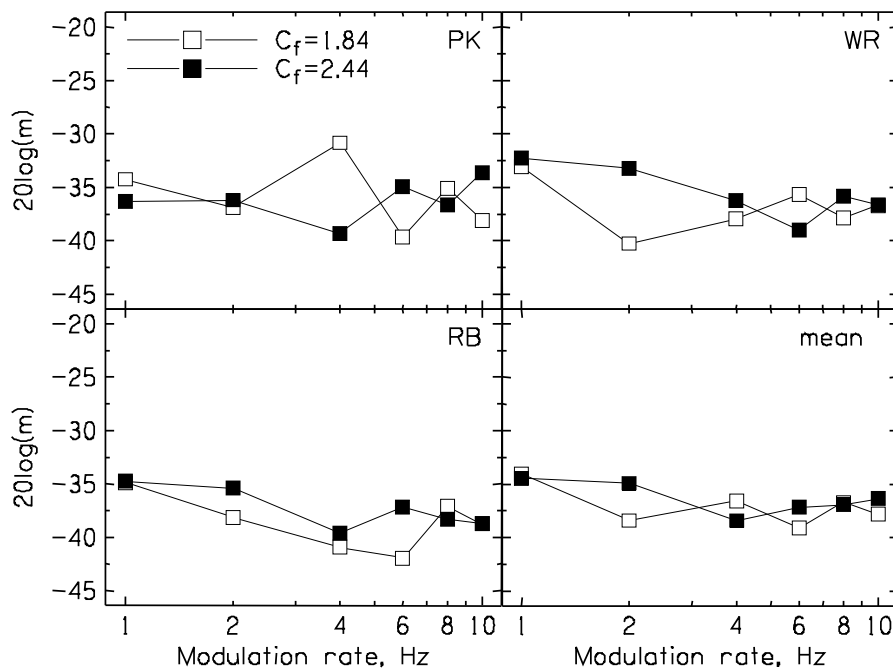 −20
−25
−30
−35
−40
−45
20log(m)
C_f=1.84
C_f=2.44
PK
WR
−20
−25
−30
−35
−40
−45
20log(m)
RB
mean
1 2 4 6 8 10
Modulation rate, Hz
1 2 4 6 8 10
Modulation rate, Hz